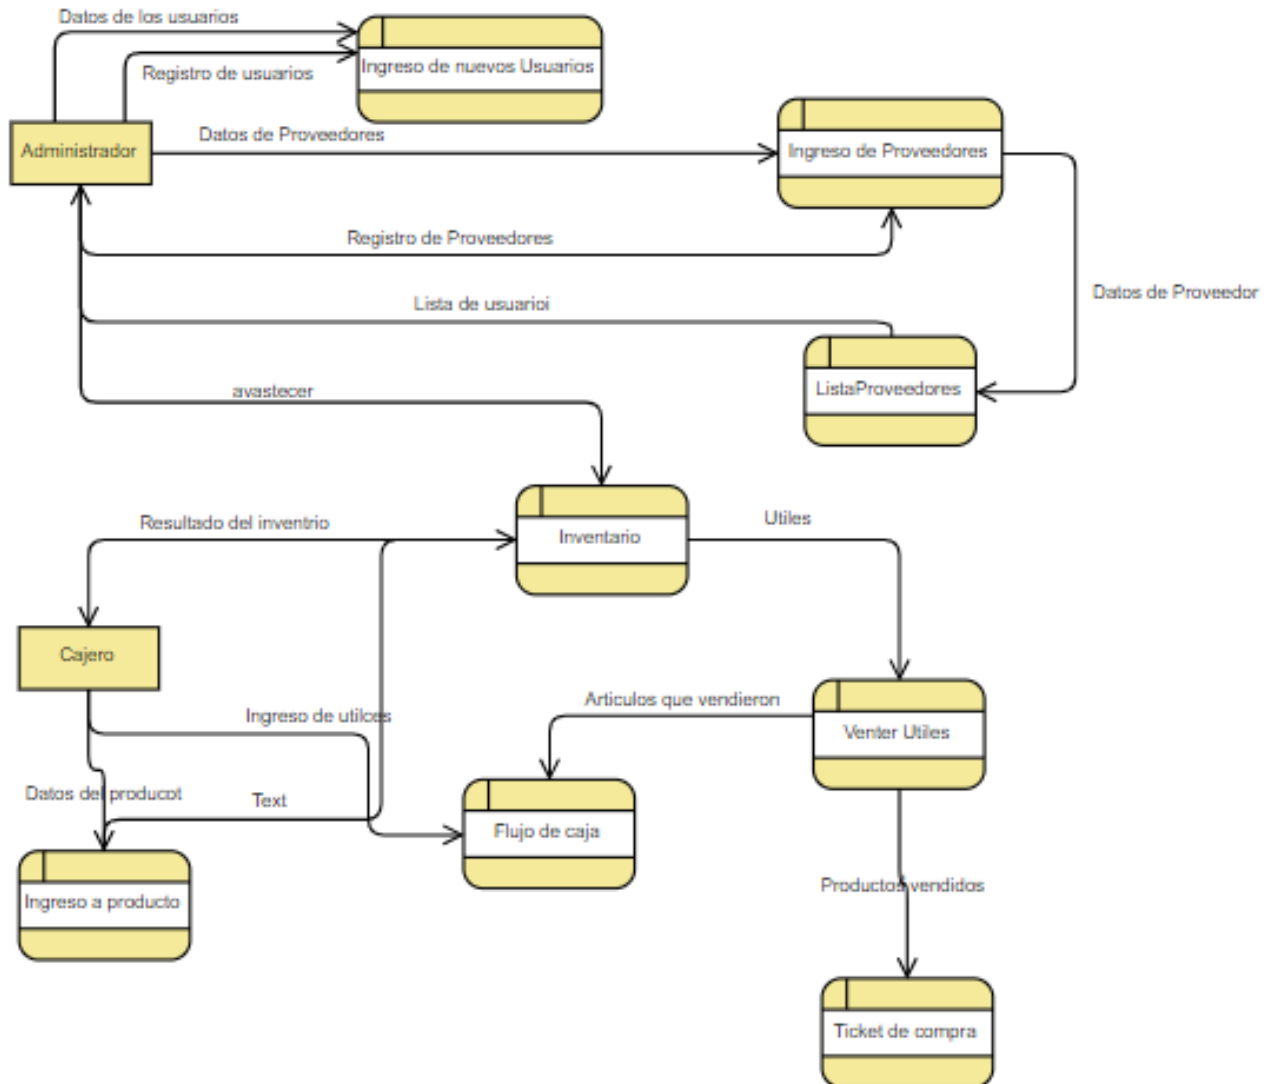 Datos de los usuarios
Ingreso de nuevos Usuarios
Registro de usuarios
Datos de Proveedores
Administrador
Ingreso de Proveedores
Registro de Proveedores
Datos de Proveedor
Lista de usuarioi
ListaProveedores
avastecer
Resultado del inventrio
Utiles
Inventario
Cajero
Articulos que vendieron
Ingreso de utilces
Venter Utiles
Datos del producot
Text
Flujo de caja
Productos vendidos
Ingreso a producto
Ticket de compra